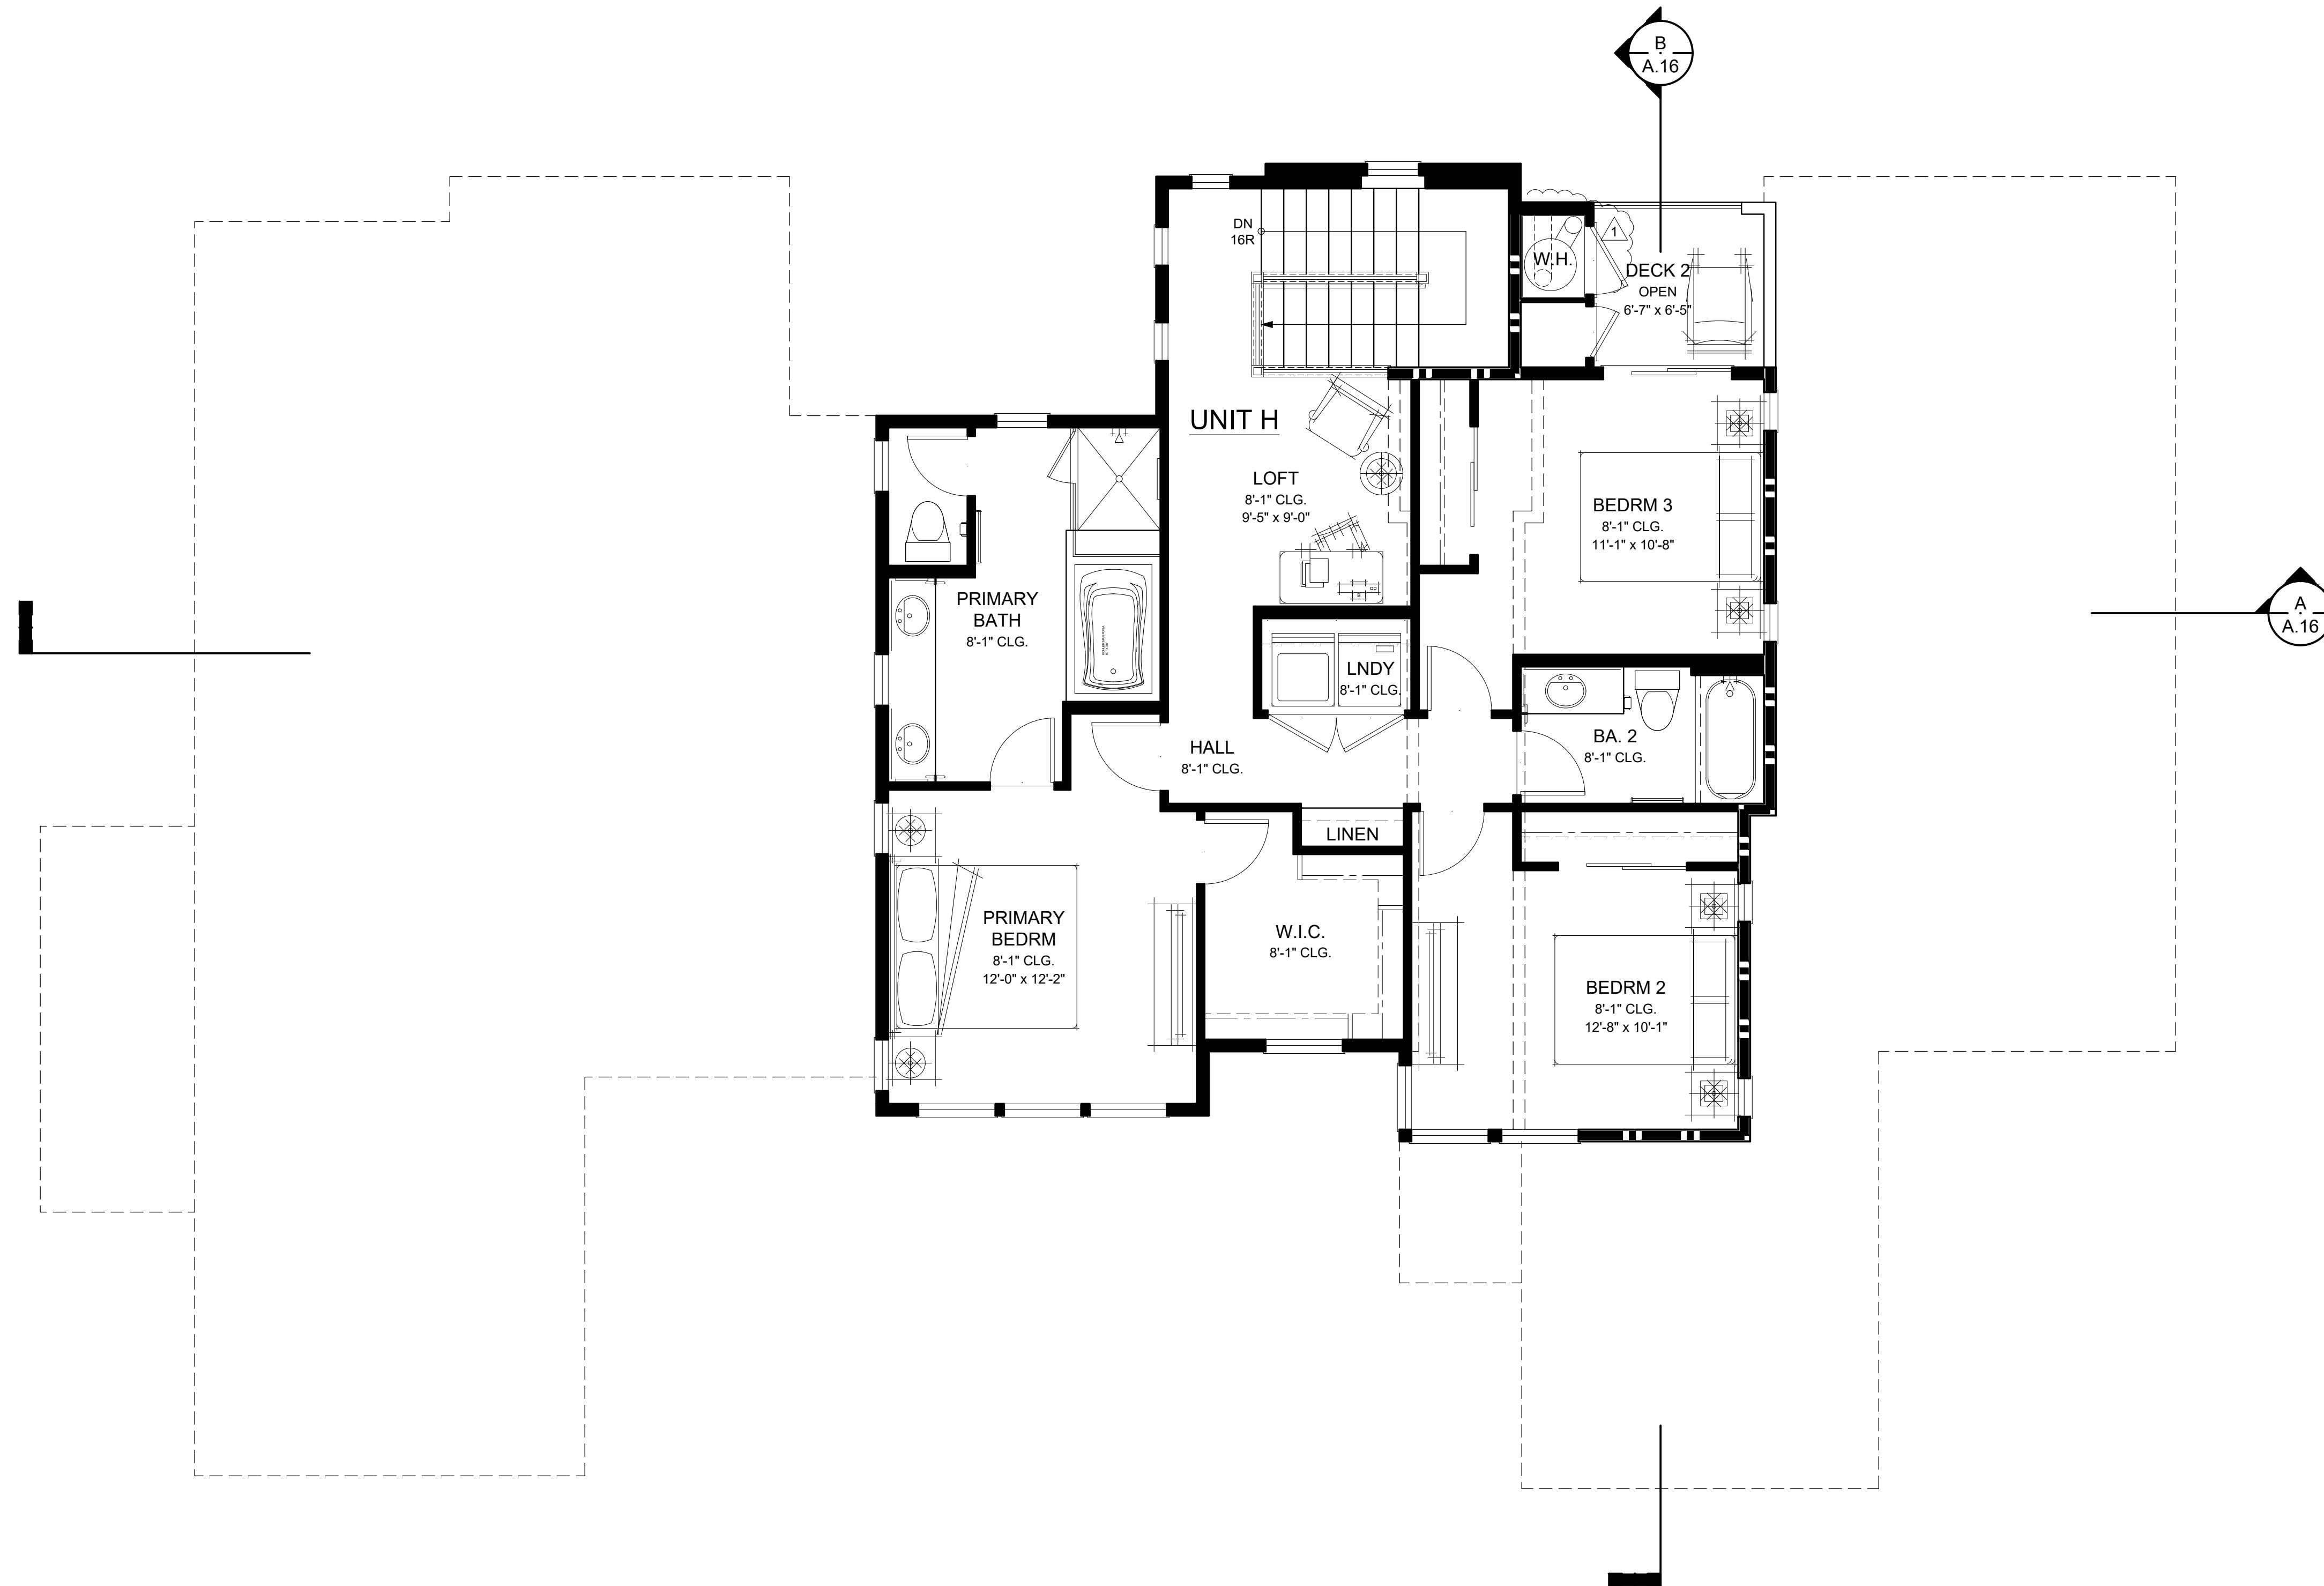 B
A.16
DN
16R
1
W.H.
DECK 2
OPEN
6'-7" x 6'-5"
UNIT H
LOFT
8'-1" CLG.
9'-5" x 9'-0"
BEDRM 3
8'-1" CLG.
11'-1" x 10'-8"
PRIMARY
BATH
8'-1" CLG.
A
A.16
LNDY
8'-1" CLG.
HALL
8'-1" CLG.
BA. 2
8'-1" CLG.
LINEN
PRIMARY
BEDRM
8'-1" CLG.
12'-0" x 12'-2"
W.I.C.
8'-1" CLG.
BEDRM 2
8'-1" CLG.
12'-8" x 10'-1"